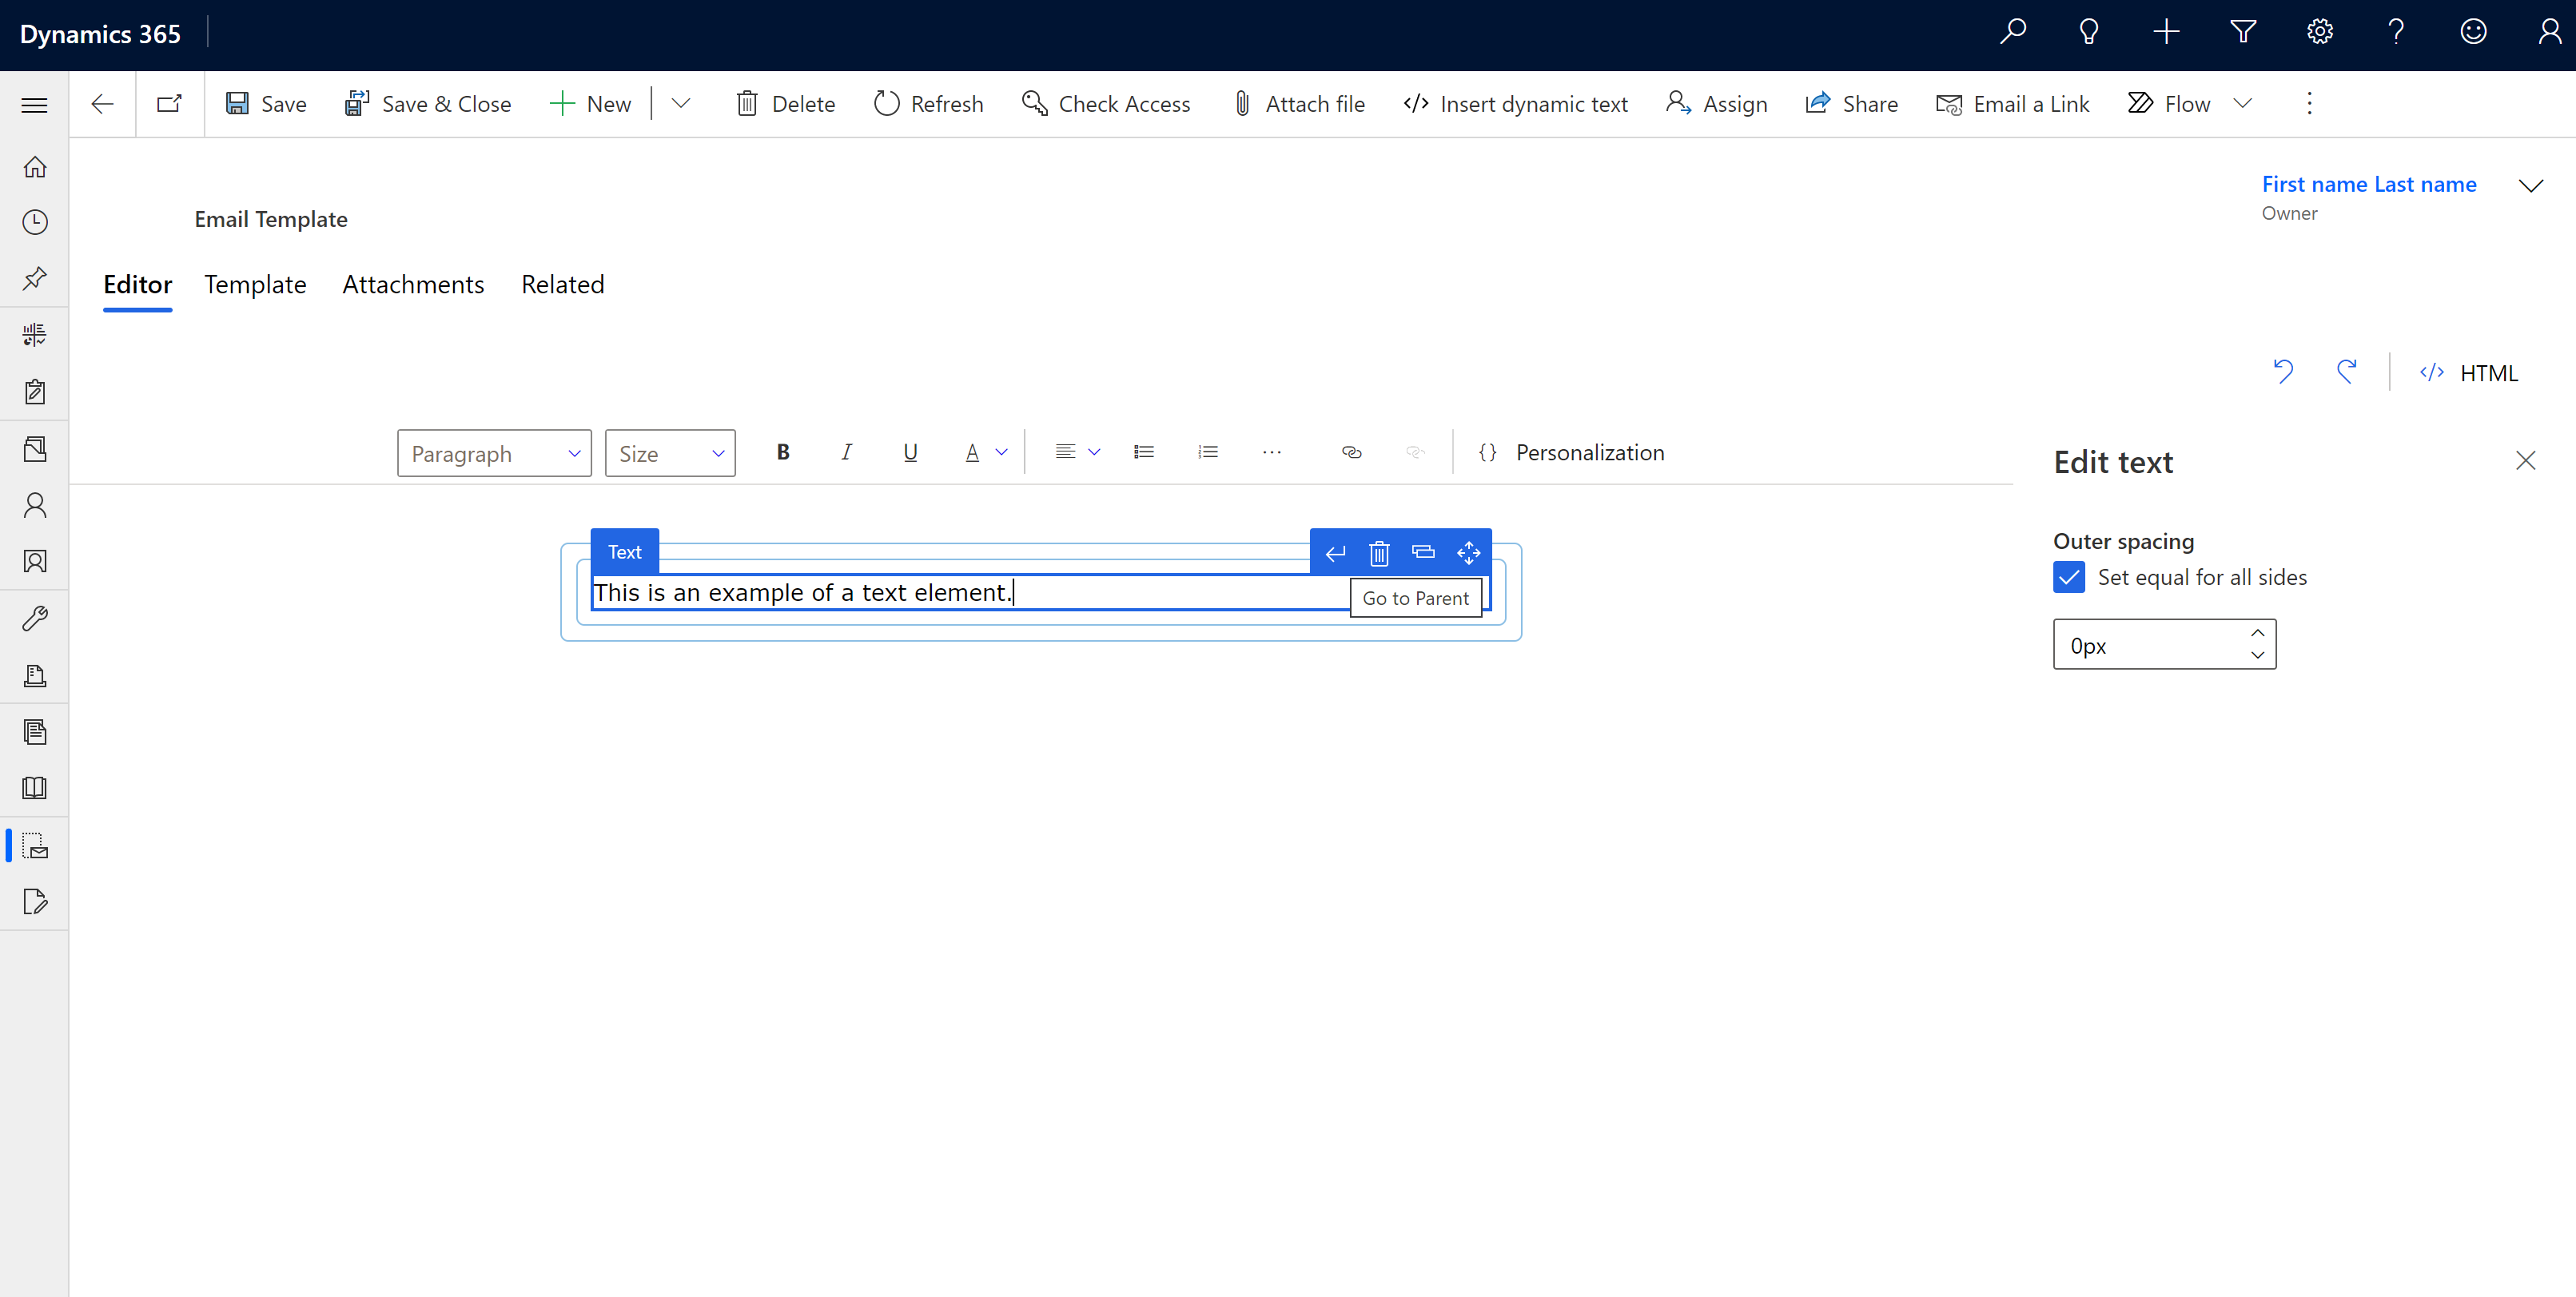 Dynamics 365
Save Save & Close New Delete Refresh Check Access Attach file Insert dynamic text Assign Share Email a Link Flow
First name Last name
Owner
Email Template
Editor Template Attachments Related
</> HTML
Paragraph Size B I U A ... {} Personalization
Edit text
Text
Outer spacing
Set equal for all sides
This is an example of a text element.
Go to Parent
0px